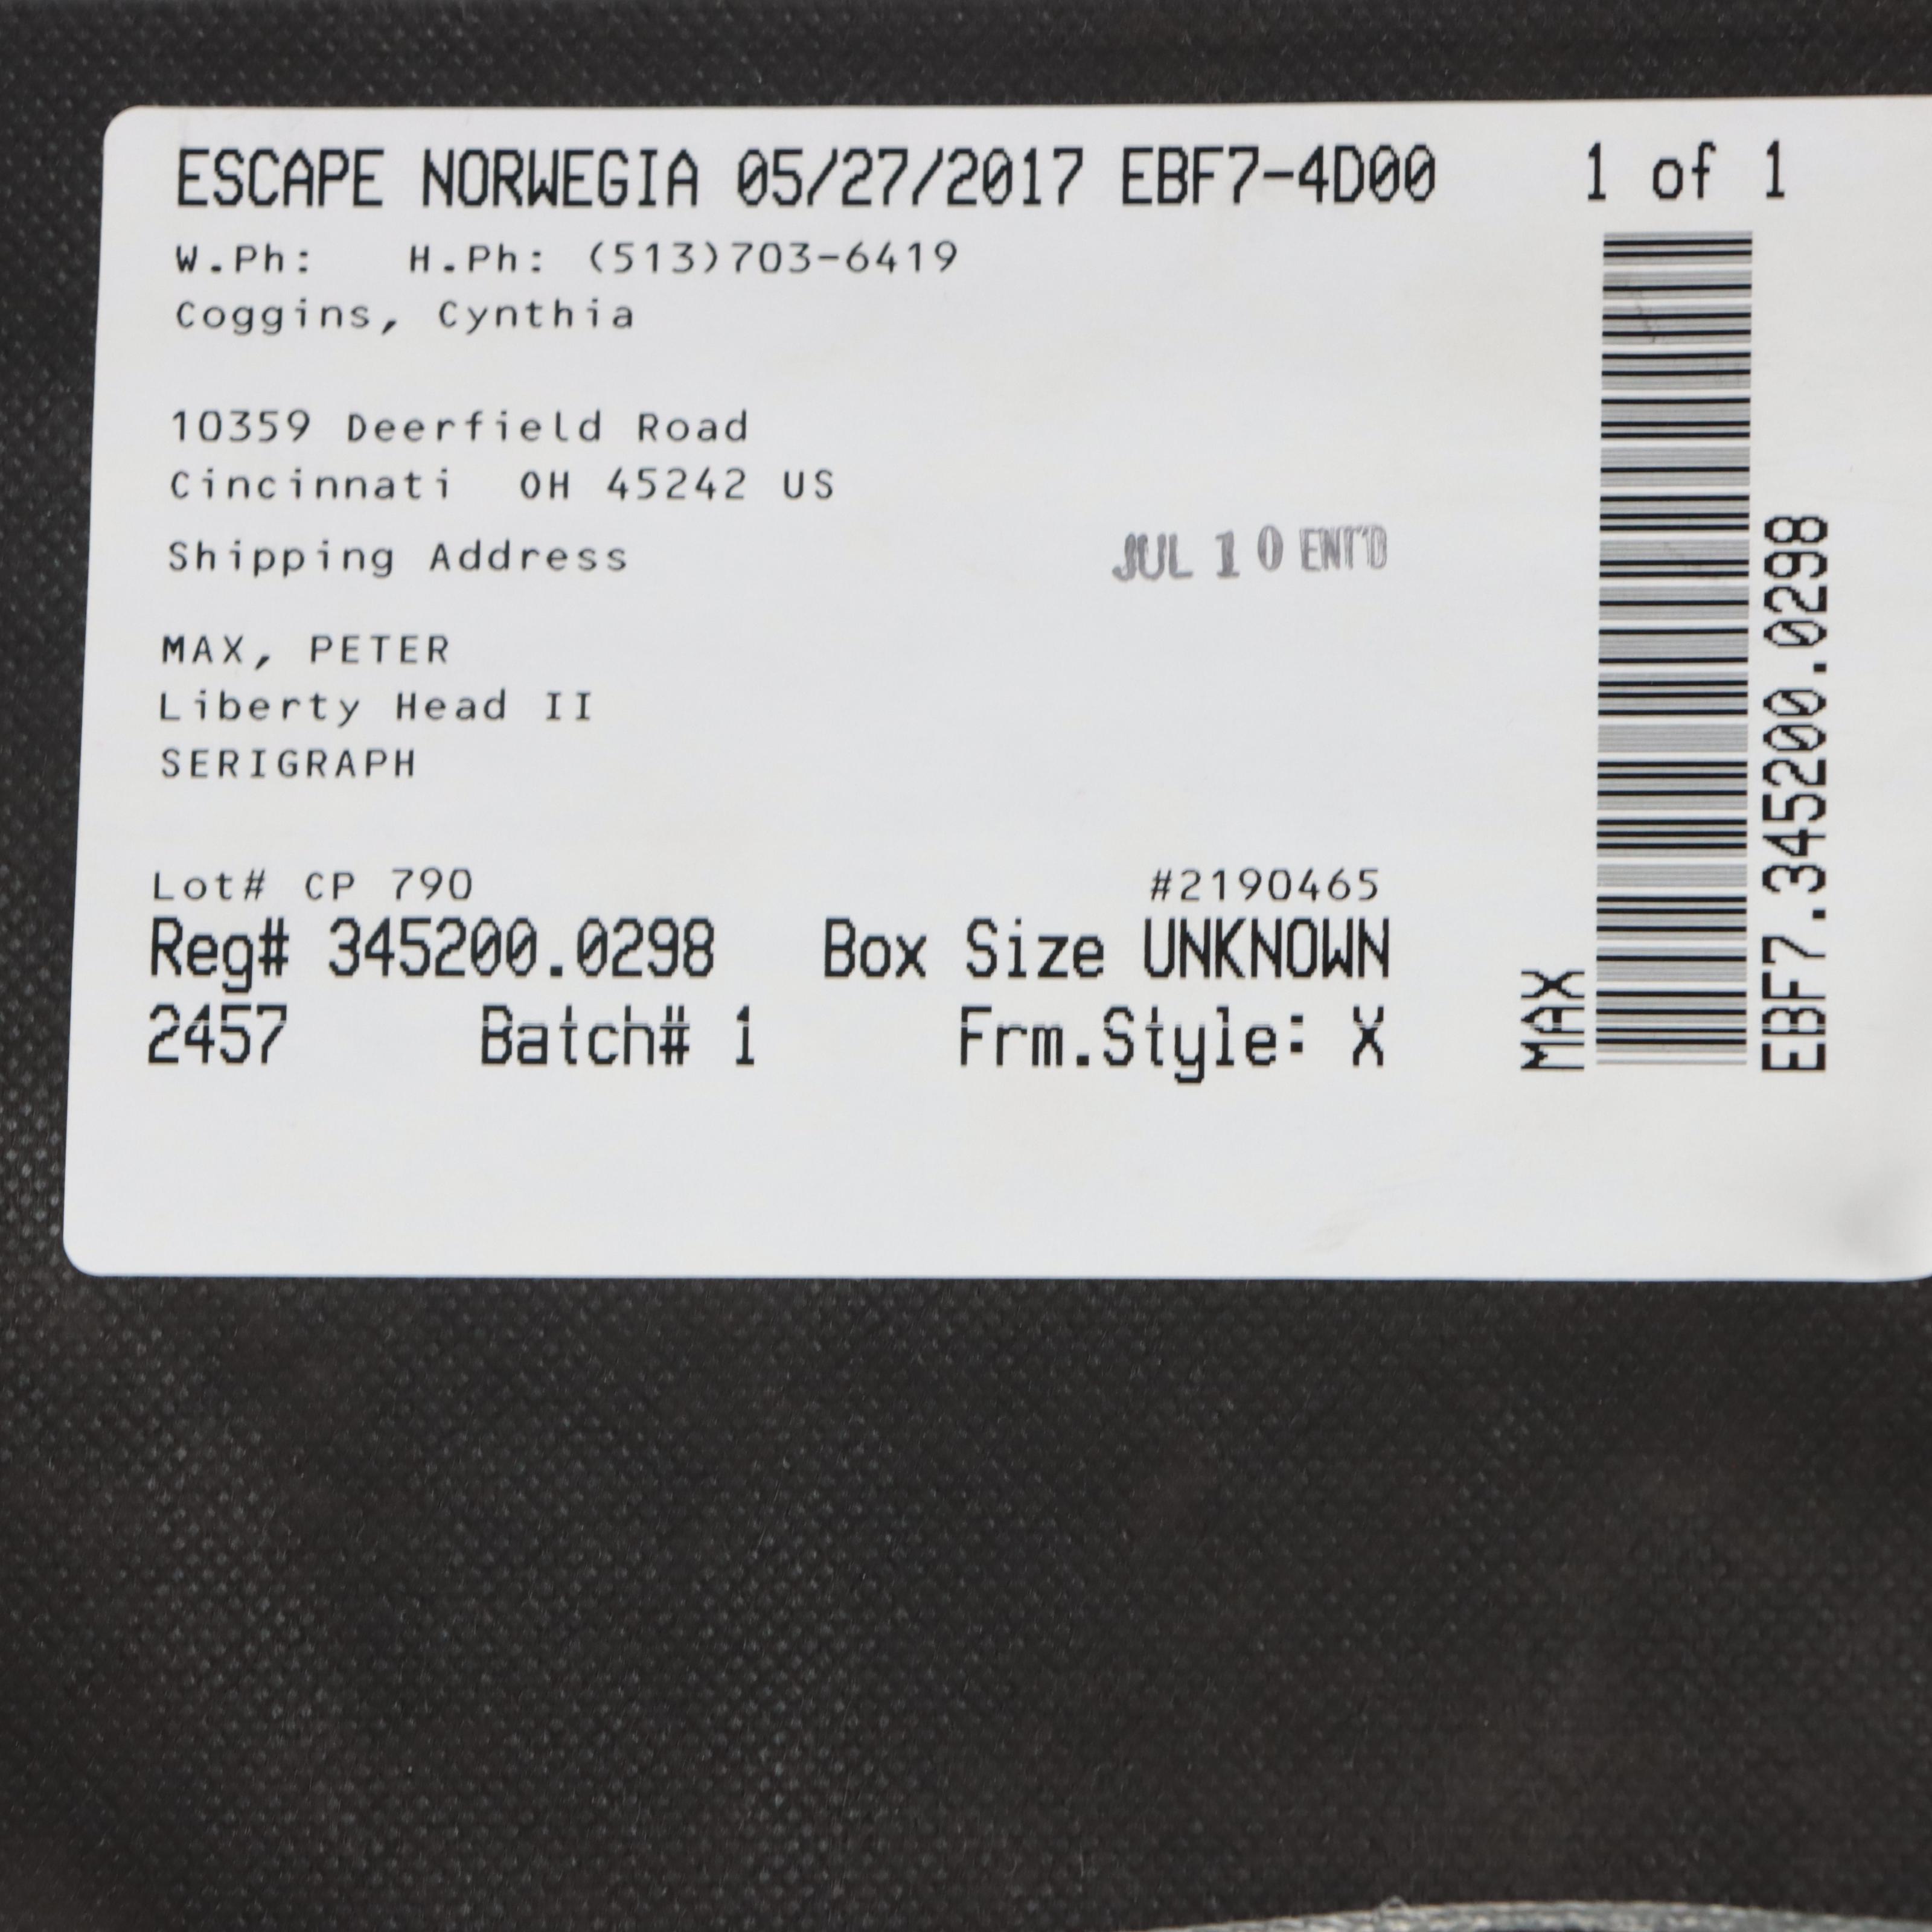 ESCAPE NORWEGIA 05/27/2017 EBF7-4D00 1 of 1
W.Ph: H.Ph: (513)703-6419
Coggins, Cynthia
10359 Deerfield Road
Cincinnati OH 45242 US
Shipping Address
JUL 10 ENT'D
MAX, PETER
Liberty Head II
SERIGRAPH
Lot# CP 790 #2190465
Reg# 345200.0298 Box Size UNKNOWN
2457 Batch# 1 Frm.Style: X
MAX
EBF7.345200.0298